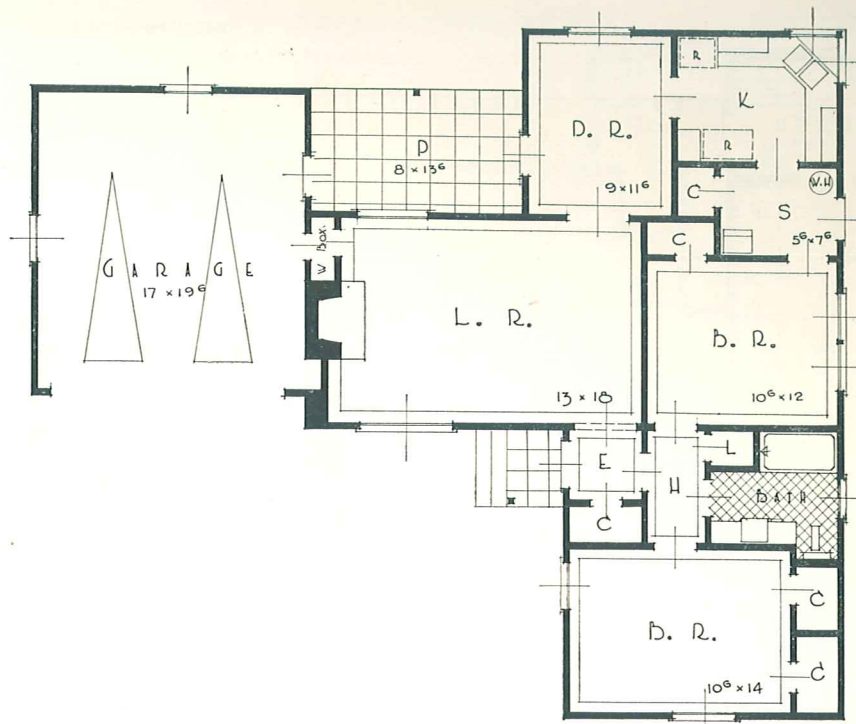 R
K
D. R.
P
8 x 13⁶
R
9 x 11⁶
C
W.H
S
5⁶ x 7⁶
C
W. Box.
GARAGE
17 x 19⁶
L. R.
B. R.
13 x 18
10⁶ x 12
E
L
H
BATH
C
C
B. R.
C
10⁶ x 14